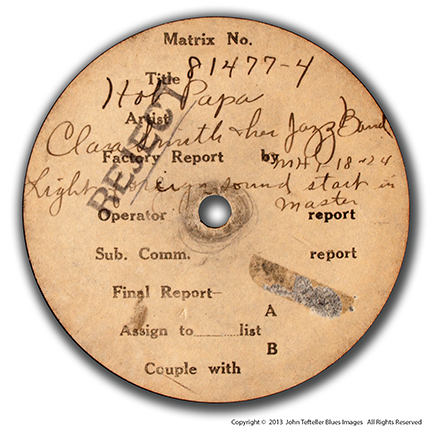 Matrix No.
81477-4
Title
Hot Papa
Artist
Clara Smith & her Jazz Band
Factory Report by
MH 1-18-24
Light foreign sound start in
master
REJECT
Operator report
Sub. Comm. report
Final Report
A
Assign to list
B
Couple with
Copyright © 2013 John Tefteller Blues Images All Rights Reserved